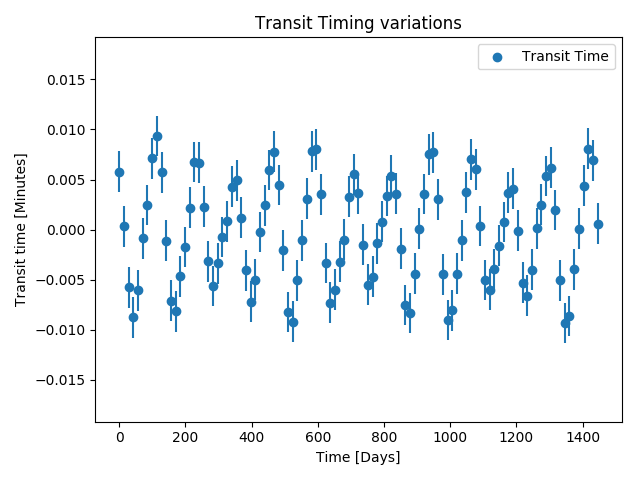 Transit Timing variations
Transit Time
Transit time [Minutes]
0.015
0.010
0.005
0.000
−0.005
−0.010
−0.015
0 200 400 600 800 1000 1200 1400
Time [Days]